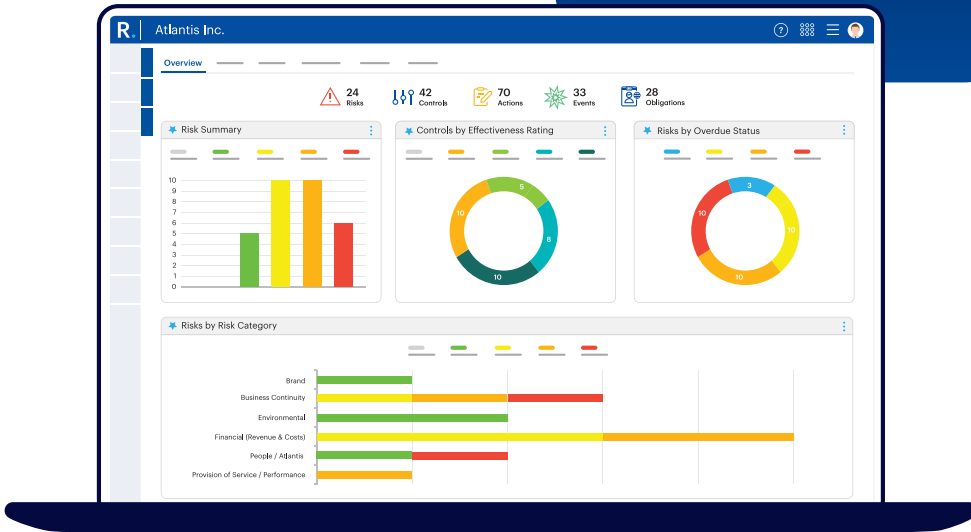 R. Atlantis Inc.
?
Overview
24 Risks
42 Controls
70 Actions
33 Events
28 Obligations
Risk Summary
10
9
8
7
6
5
4
3
2
1
0
Controls by Effectiveness Rating
5
10
8
10
Risks by Overdue Status
3
10
10
10
Risks by Risk Category
Brand
Business Continuity
Environmental
Financial (Revenue & Costs)
People / Atlantis
Provision of Service / Performance